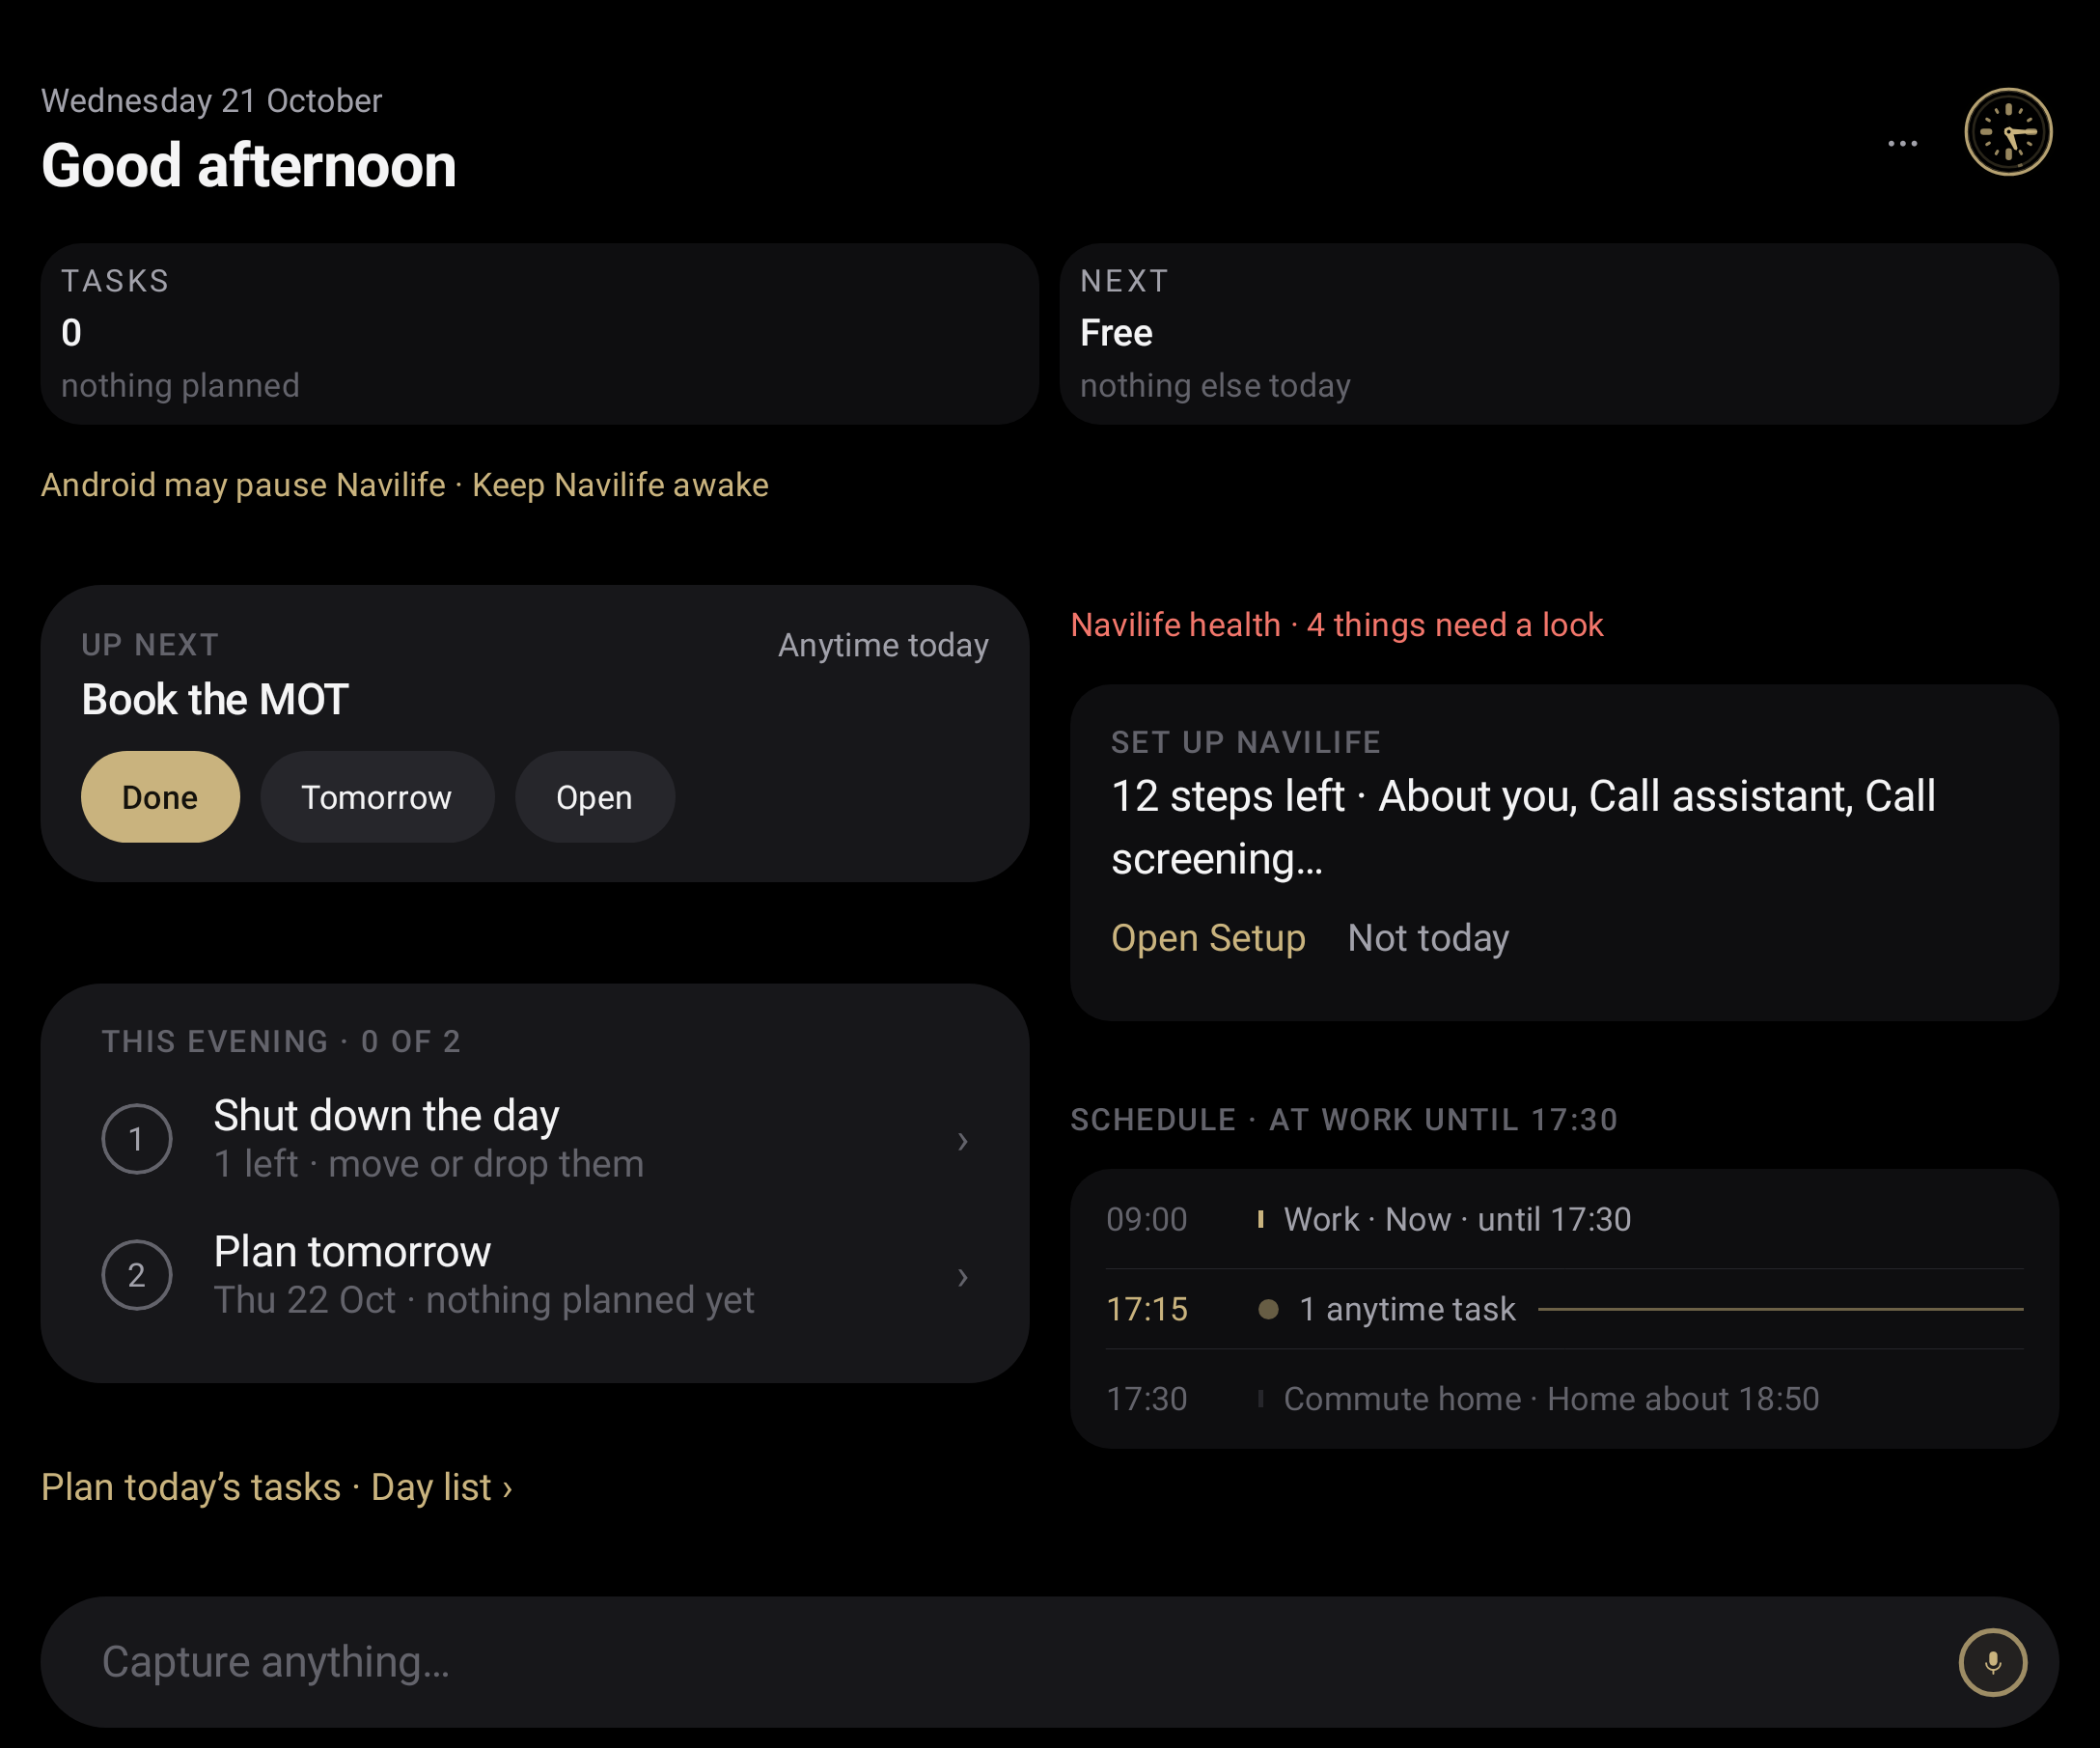 Wednesday 21 October
Good afternoon
...
TASKS
0
nothing planned
NEXT
Free
nothing else today
Android may pause Navilife · Keep Navilife awake
UP NEXT
Anytime today
Book the MOT
Done
Tomorrow
Open
THIS EVENING · 0 OF 2
1
Shut down the day
1 left · move or drop them
›
2
Plan tomorrow
Thu 22 Oct · nothing planned yet
›
Plan today’s tasks · Day list ›
Navilife health · 4 things need a look
SET UP NAVILIFE
12 steps left · About you, Call assistant, Call
screening…
Open Setup
Not today
SCHEDULE · AT WORK UNTIL 17:30
09:00 Work · Now · until 17:30
17:15 1 anytime task
17:30 Commute home · Home about 18:50
Capture anything…